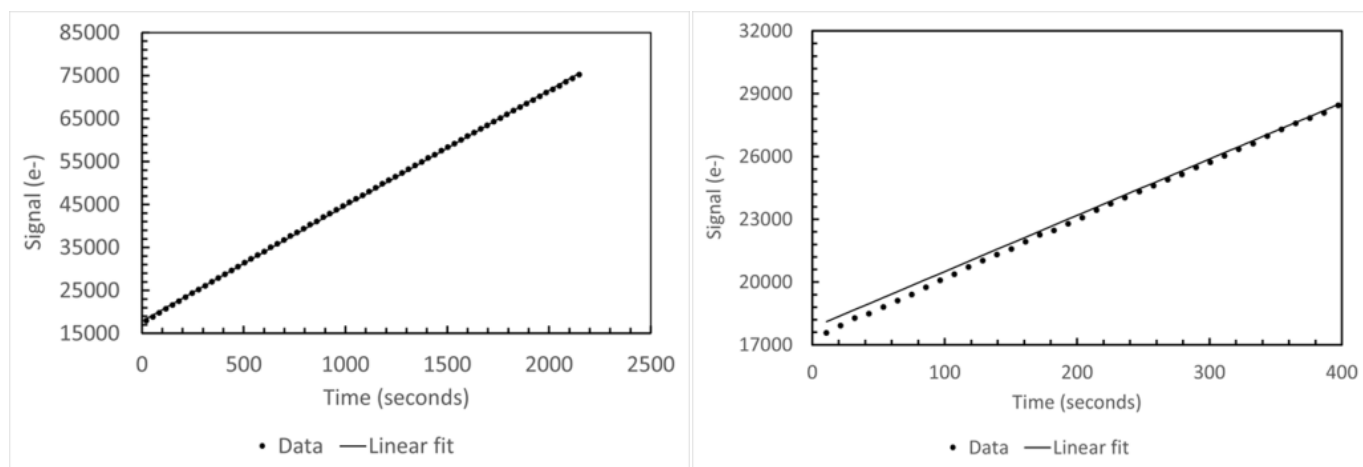 85000
75000
65000
55000
45000
35000
25000
15000
Signal (e-)
0 500 1000 1500 2000 2500
Time (seconds)
Data Linear fit
32000
29000
26000
23000
20000
17000
Signal (e-)
0 100 200 300 400
Time (seconds)
Data Linear fit